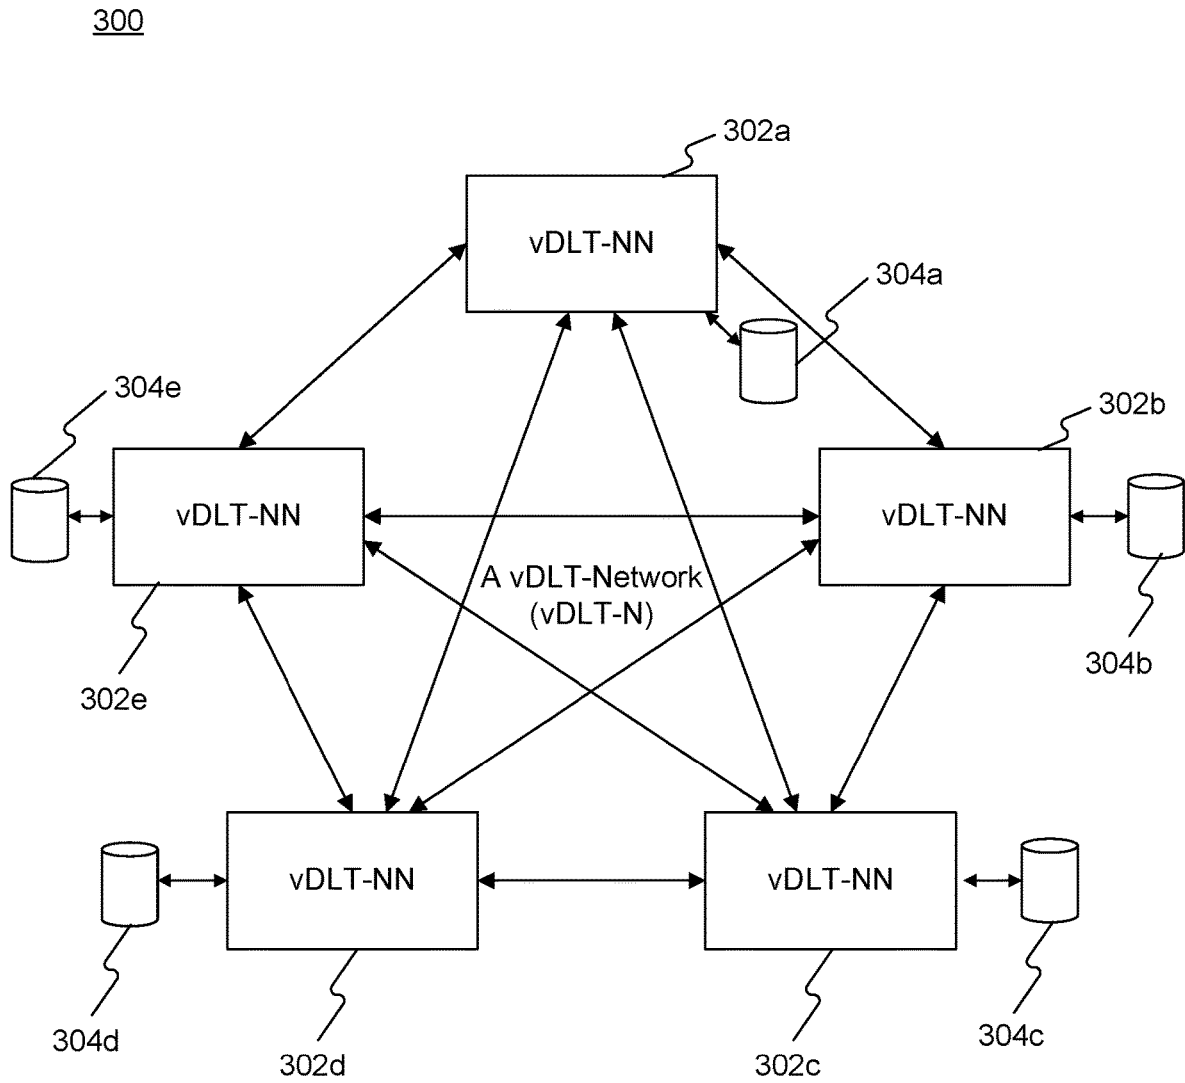 300
302a
vDLT-NN
304a
304e
302b
vDLT-NN
vDLT-NN
A vDLT-Network
(vDLT-N)
304b
302e
vDLT-NN
vDLT-NN
304d
302d
302c
304c